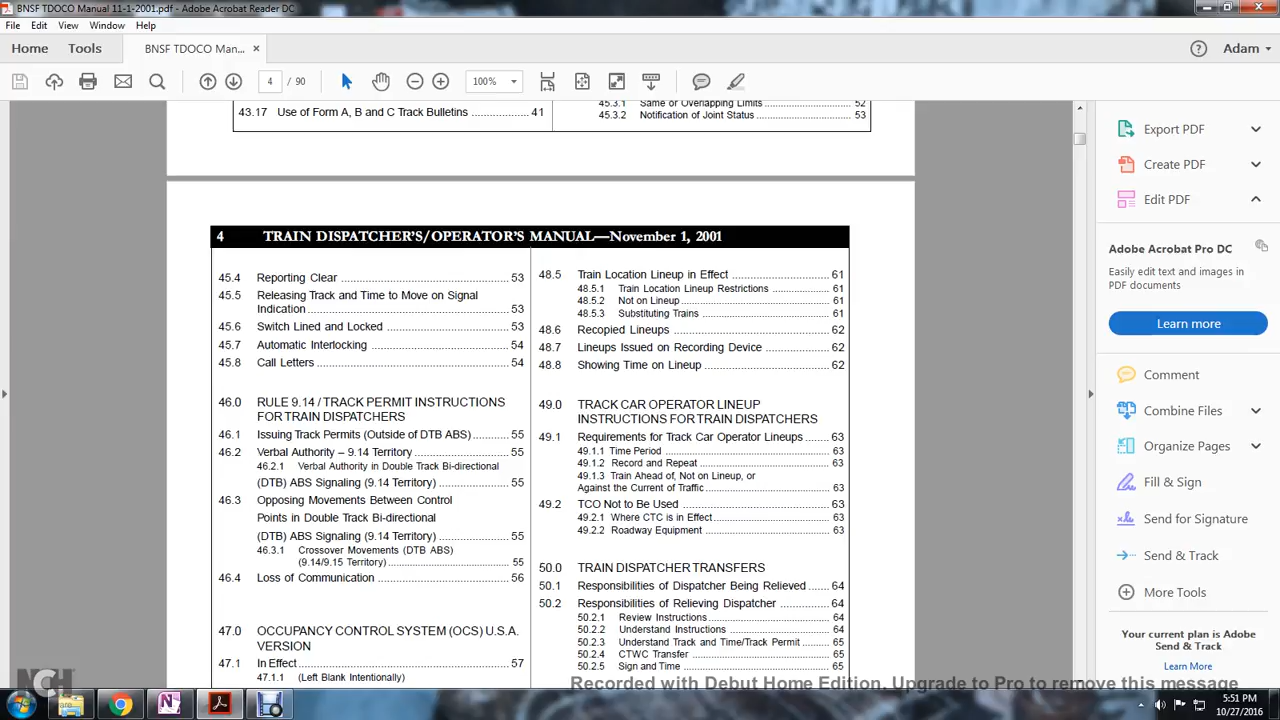 BNSF TDOCO Manual 11-1-2001.pdf - Adobe Acrobat Reader DC
File Edit View Window Help
Home Tools BNSF TDOCO Man... × Adam
4 / 90 100%
43.17 Use of Form A, B and C Track Bulletins 41
45.3.1 Same or Overlapping Limits 52
45.3.2 Notification of Joint Status 53
4 TRAIN DISPATCHER'S/OPERATOR'S MANUAL—November 1, 2001
45.4 Reporting Clear 53
45.5 Releasing Track and Time to Move on Signal
Indication 53
45.6 Switch Lined and Locked 53
45.7 Automatic Interlocking 54
45.8 Call Letters 54
46.0 RULE 9.14 / TRACK PERMIT INSTRUCTIONS
FOR TRAIN DISPATCHERS
46.1 Issuing Track Permits (Outside of DTB ABS) 55
46.2 Verbal Authority – 9.14 Territory 55
46.2.1 Verbal Authority in Double Track Bi-directional
(DTB) ABS Signaling (9.14 Territory) 55
46.3 Opposing Movements Between Control
Points in Double Track Bi-directional
(DTB) ABS Signaling (9.14 Territory) 55
46.3.1 Crossover Movements (DTB ABS)
(9.14/9.15 Territory) 55
46.4 Loss of Communication 56
47.0 OCCUPANCY CONTROL SYSTEM (OCS) U.S.A.
VERSION
47.1 In Effect 57
47.1.1 (Left Blank Intentionally)
48.5 Train Location Lineup in Effect 61
48.5.1 Train Location Lineup Restrictions 61
48.5.2 Not on Lineup 61
48.5.3 Substituting Trains 61
48.6 Recopied Lineups 62
48.7 Lineups Issued on Recording Device 62
48.8 Showing Time on Lineup 62
49.0 TRACK CAR OPERATOR LINEUP
INSTRUCTIONS FOR TRAIN DISPATCHERS
49.1 Requirements for Track Car Operator Lineups 63
49.1.1 Time Period 63
49.1.2 Record and Repeat 63
49.1.3 Train Ahead of, Not on Lineup, or
Against the Current of Traffic 63
49.2 TCO Not to Be Used 63
49.2.1 Where CTC is in Effect 63
49.2.2 Roadway Equipment 63
50.0 TRAIN DISPATCHER TRANSFERS
50.1 Responsibilities of Dispatcher Being Relieved 64
50.2 Responsibilities of Relieving Dispatcher 64
50.2.1 Review Instructions 64
50.2.2 Understand Instructions 64
50.2.3 Understand Track and Time/Track Permit 65
50.2.4 CTWC Transfer 65
50.2.5 Sign and Time 65
Export PDF
Create PDF
Edit PDF
Adobe Acrobat Pro DC
Easily edit text and images in
PDF documents
Learn more
Comment
Combine Files
Organize Pages
Fill & Sign
Send for Signature
Send & Track
More Tools
Your current plan is Adobe
Send & Track
Learn More
NCH
Recorded with Debut Home Edition. Upgrade to Pro to remove this message
5:51 PM
10/27/2016